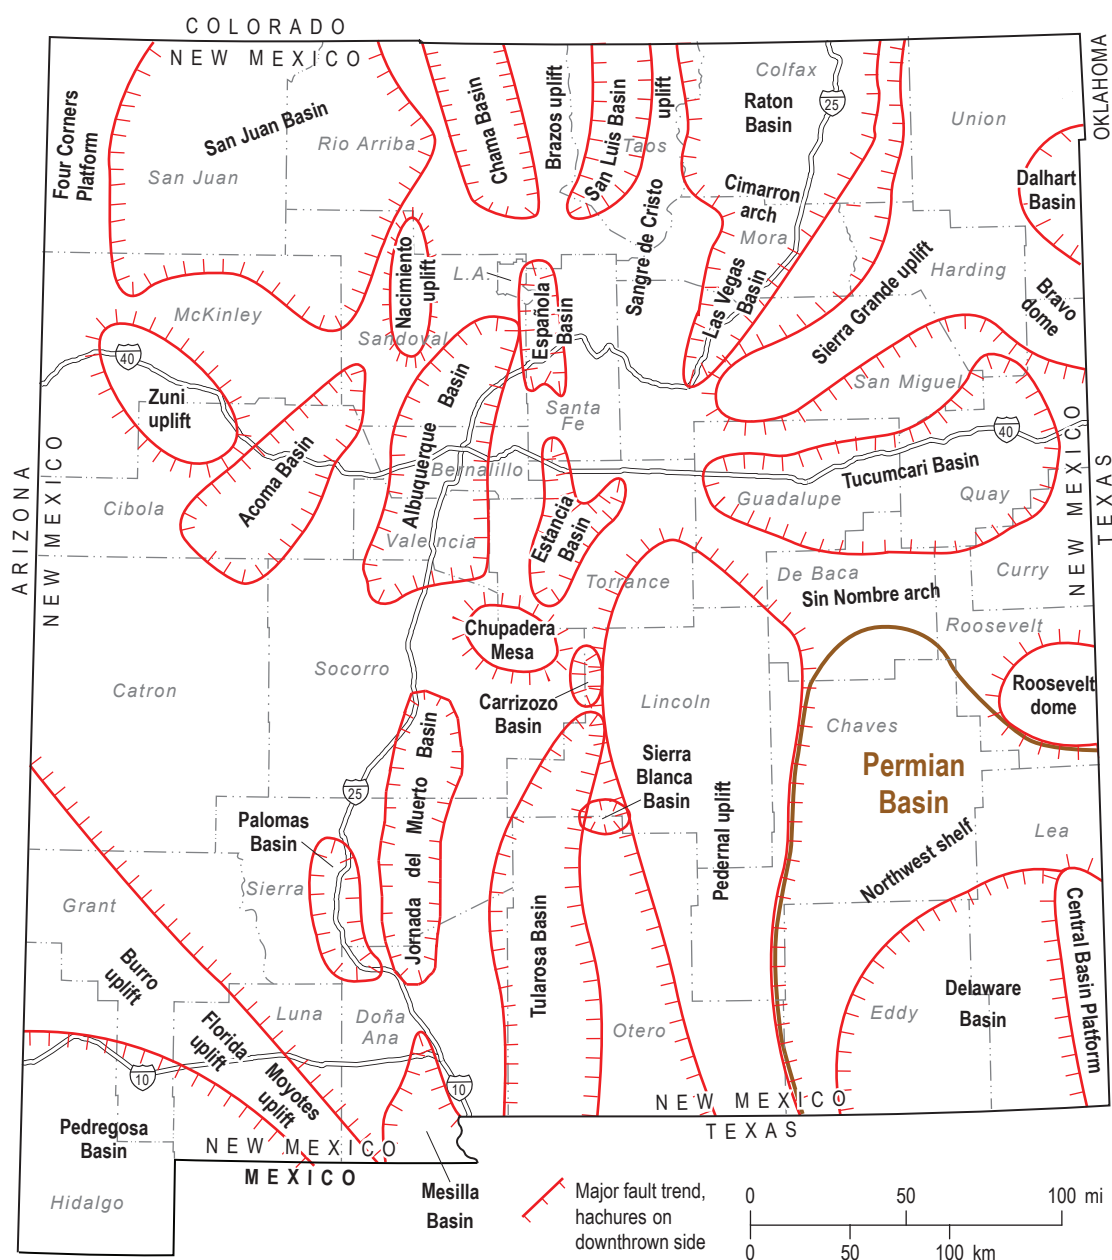 COLORADO
NEW MEXICO
OKLAHOMA
Four Corners
Platform
San Juan Basin
San Juan
Rio Arriba
Chama Basin
Brazos uplift
San Luis Basin
Taos
uplift
Sangre de Cristo
Colfax
Raton
Basin
25
Union
Cimarron
arch
Mora
Dalhart
Basin
Harding
Bravo
dome
Nacimiento
uplift
L.A.
Española
Basin
Las Vegas
Basin
Sierra Grande uplift
McKinley
Sandoval
40
Zuni
uplift
Albuquerque Basin
Santa
Fe
San Miguel
40
Acoma Basin
Bernalillo
Tucumcari Basin
Guadalupe
Quay
Cibola
Valencia
Estancia
Basin
ARIZONA
NEW MEXICO
NEW MEXICO
TEXAS
Torrance
De Baca
Curry
Sin Nombre arch
Roosevelt
Chupadera
Mesa
Socorro
Catron
Carrizozo
Basin
Lincoln
Roosevelt
dome
Chaves
Sierra
Blanca
Basin
Permian
Basin
25
Jornada del Muerto Basin
Palomas
Basin
Pedernal uplift
Northwest shelf
Lea
Sierra
Grant
Tularosa Basin
Central Basin Platform
Burro
uplift
Delaware
Basin
Luna
Doña
Ana
Otero
Eddy
Florida
uplift
Moyotes
uplift
10
10
NEW MEXICO
TEXAS
Pedregosa
Basin
NEW MEXICO
MEXICO
Hidalgo
Mesilla
Basin
Major fault trend,
hachures on
downthrown side
0 50 100 mi
0 50 100 km